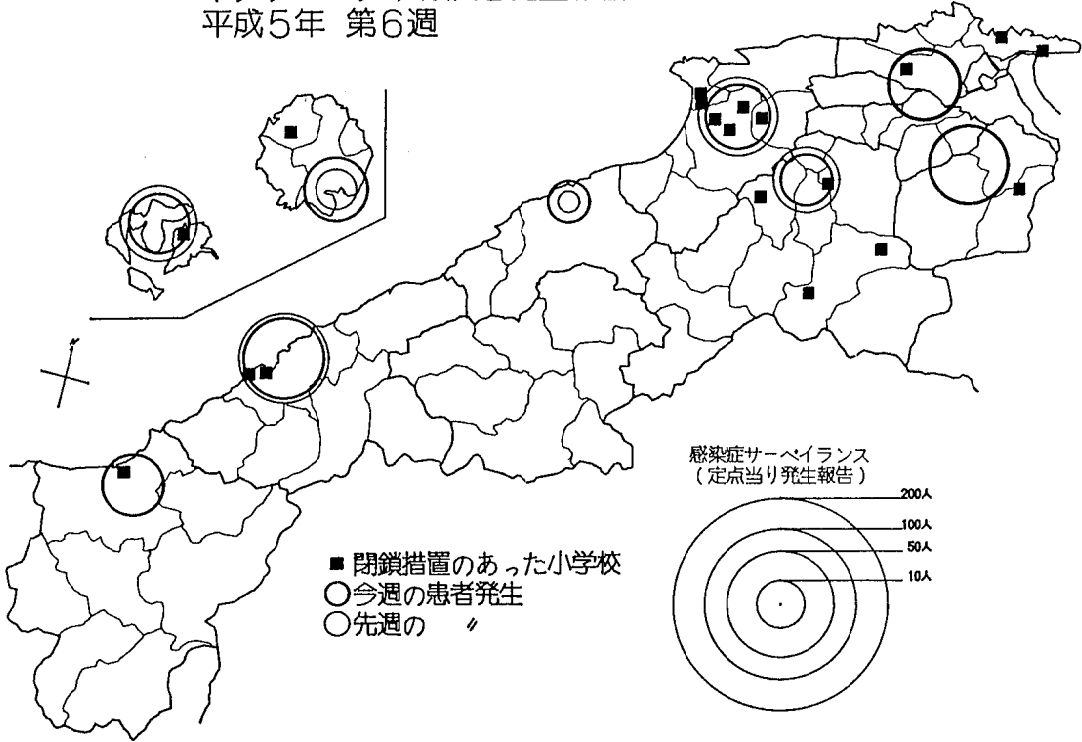 平成5年 第6週
感染症サーベイランス
(定点当り発生報告)
200人
100人
50人
10人
■閉鎖措置のあった小学校
○今週の患者発生
○先週の 〃